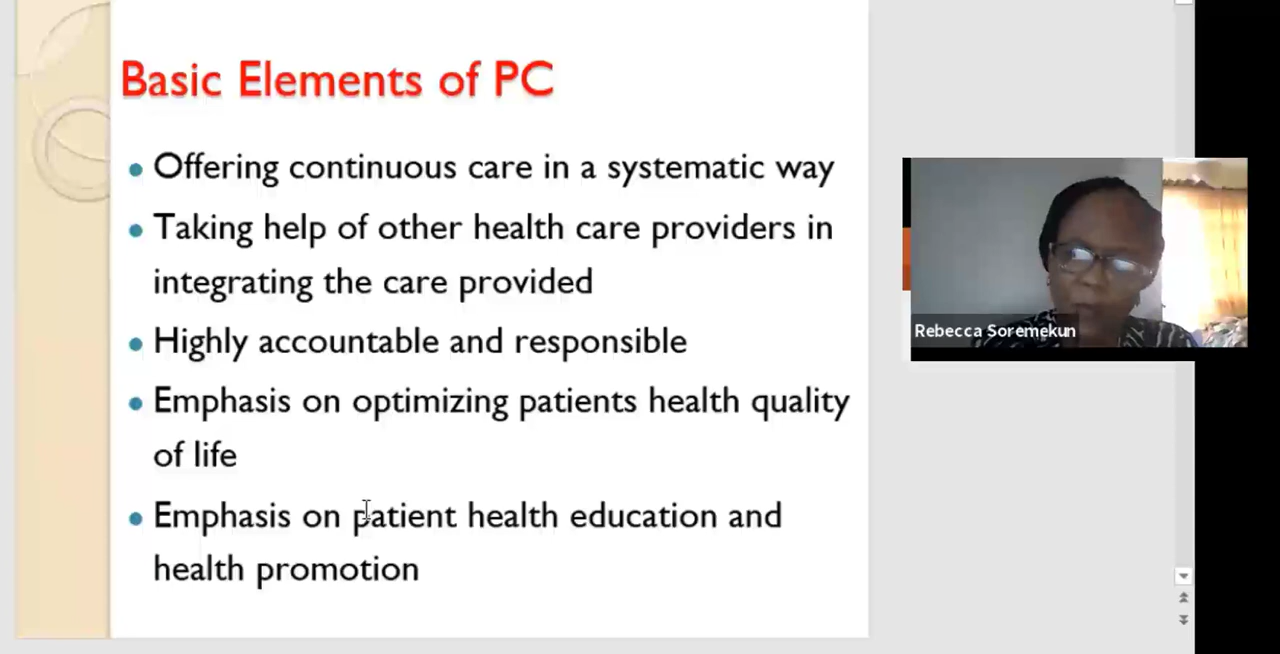 Basic Elements of PC
Offering continuous care in a systematic way
Taking help of other health care providers in
integrating the care provided
Highly accountable and responsible
Emphasis on optimizing patients health quality
of life
Emphasis on patient health education and
health promotion
Rebecca Soremekun